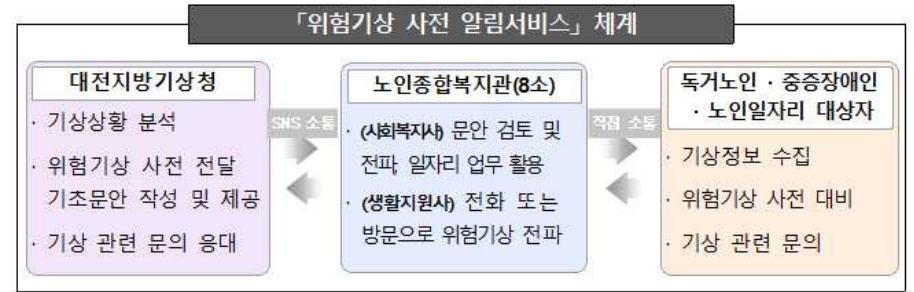 「위험기상 사전 알림서비스」 체계
대전지방기상청
· 기상상황 분석
· 위험기상 사전 전달
기초문안 작성 및 제공
· 기상 관련 문의 응대
SNS 소통
노인종합복지관(8소)
· (사회복지사) 문안 검토 및
전파, 일자리 업무 활용
· (생활지원사) 전화 또는
방문으로 위험기상 전파
직접 소통
독거노인 · 중증장애인
· 노인일자리 대상자
· 기상정보 수집
· 위험기상 사전 대비
· 기상 관련 문의